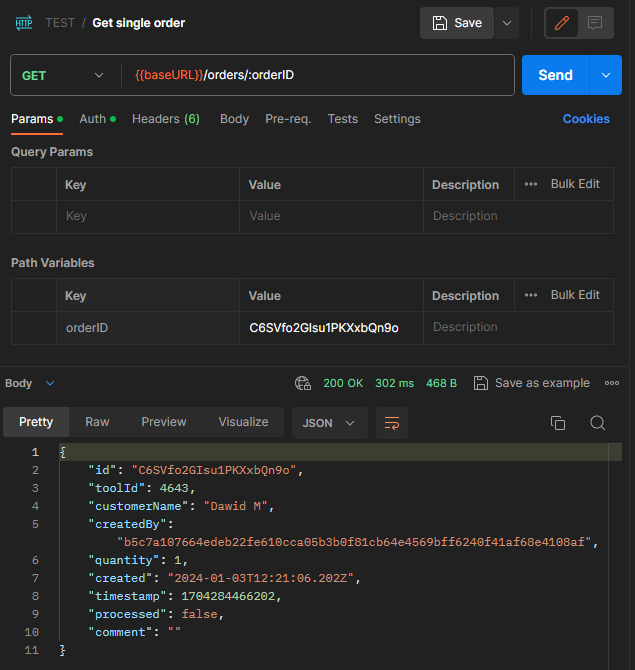 HTTP TEST / Get single order Save
GET {{baseURL}}/orders/:orderID Send
Params Auth Headers (6) Body Pre-req. Tests Settings Cookies
Query Params
Key Value Description ••• Bulk Edit
Key Value Description
Path Variables
Key Value Description ••• Bulk Edit
orderID C6SVfo2GIsu1PKXxbQn9o Description
Body 200 OK 302 ms 468 B Save as example
Pretty Raw Preview Visualize JSON
1 {
2 "id": "C6SVfo2GIsu1PKXxbQn9o",
3 "toolId": 4643,
4 "customerName": "Dawid M",
5 "createdBy":
"b5c7a107664edeb22fe610cca05b3b0f81cb64e4569bff6240f41af68e4108af",
6 "quantity": 1,
7 "created": "2024-01-03T12:21:06.202Z",
8 "timestamp": 1704284466202,
9 "processed": false,
10 "comment": ""
11 }